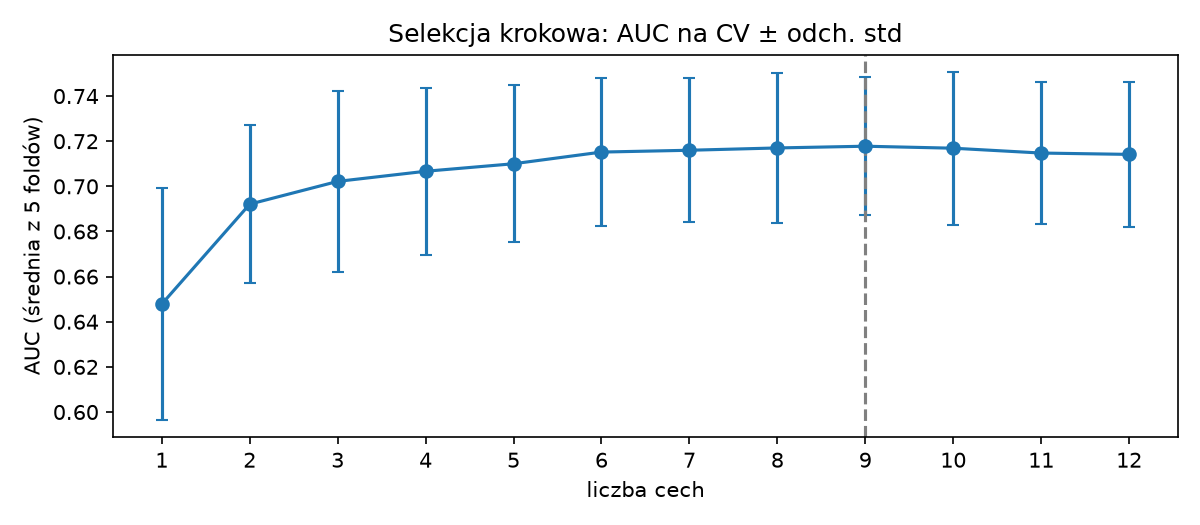 Selekcja krokowa: AUC na CV ± odch. std
AUC (średnia z 5 foldów)
0.74
0.72
0.70
0.68
0.66
0.64
0.62
0.60
1 2 3 4 5 6 7 8 9 10 11 12
liczba cech